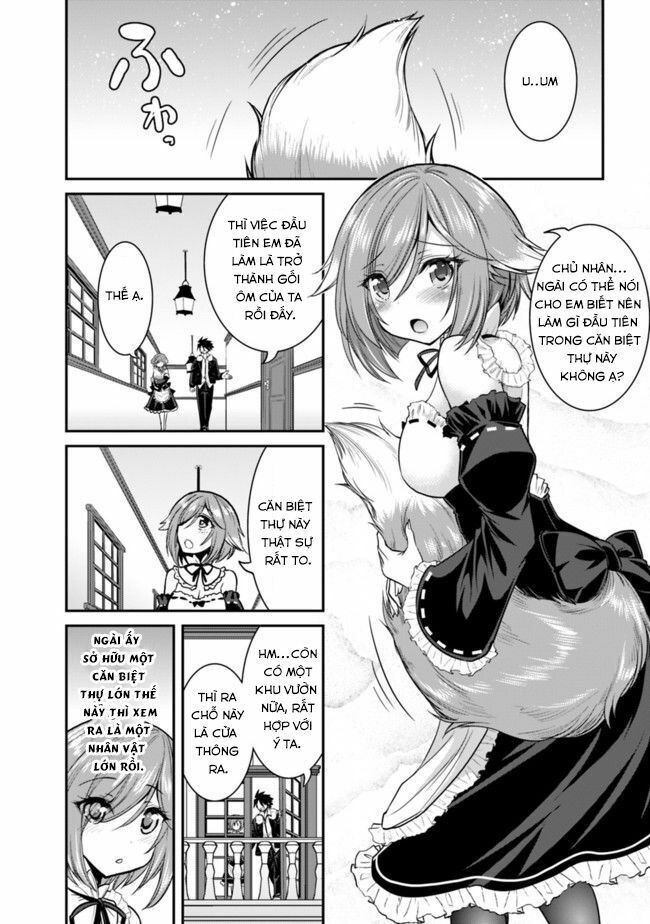 U..UM
ふわっ
CHỦ NHÂN...
NGÀI CÓ THỂ NÓI
CHO EM BIẾT NÊN
LÀM GÌ ĐẦU TIÊN
TRONG CĂN BIỆT
THỰ NÀY
KHÔNG Ạ?
THÌ VIỆC ĐẦU
TIÊN EM ĐÃ
LÀM LÀ TRỞ
THÀNH GỐI
ÔM CỦA TA
RỒI ĐẤY.
THẾ Ạ.
CĂN BIỆT
THỰ NÀY
THẬT SỰ
RẤT TO.
HM...CÒN
CÓ MỘT
KHU VƯỜN
NỮA, RẤT
HỢP VỚI
Ý TA.
THÌ RA
CHỖ NÀY
LÀ CỬA
THÔNG
RA.
NGÀI ẤY
SỞ HỮU MỘT
CĂN BIỆT
THỰ LỚN THẾ
NÀY THÌ XEM
RA LÀ MỘT
NHÂN VẬT
LỚN RỒI.